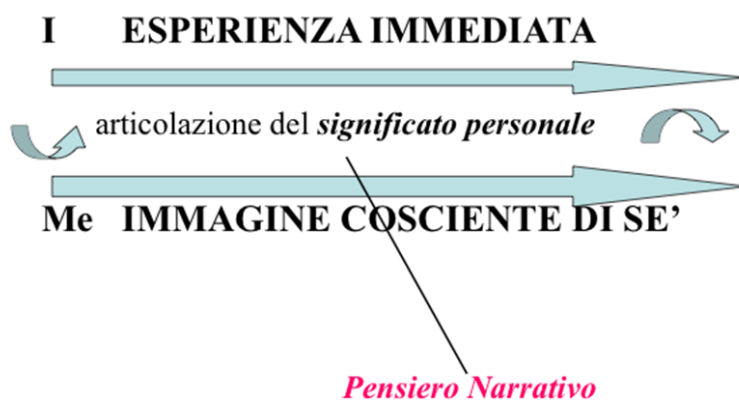 I ESPERIENZA IMMEDIATA
articolazione del significato personale
Me IMMAGINE COSCIENTE DI SE’
Pensiero Narrativo